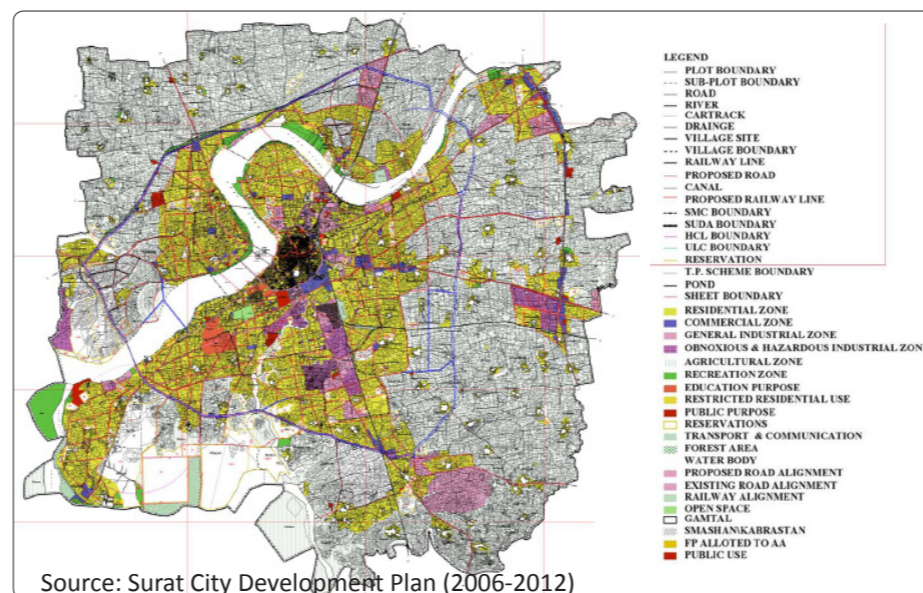 LEGEND
PLOT BOUNDARY
SUB-PLOT BOUNDARY
ROAD
RIVER
CARTRACK
DRAINGE
VILLAGE SITE
VILLAGE BOUNDARY
RAILWAY LINE
PROPOSED ROAD
CANAL
PROPOSED RAILWAY LINE
SMC BOUNDARY
SUDA BOUNDARY
HCL BOUNDARY
ULC BOUNDARY
RESERVATION
T.P. SCHEME BOUNDARY
POND
SHEET BOUNDARY
RESIDENTIAL ZONE
COMMERCIAL ZONE
GENERAL INDUSTRIAL ZONE
OBNOXIOUS & HAZARDOUS INDUSTRIAL ZON
AGRICULTURAL ZONE
RECREATION ZONE
EDUCATION PURPOSE
RESTRICTED RESIDENTIAL USE
PUBLIC PURPOSE
RESERVATIONS
TRANSPORT & COMMUNICATION
FOREST AREA
WATER BODY
PROPOSED ROAD ALIGNMENT
EXISTING ROAD ALIGNMENT
RAILWAY ALIGNMENT
OPEN SPACE
GAMTAL
SMASHAN\KABRASTAN
FP ALLOTED TO AA
PUBLIC USE
Source: Surat City Development Plan (2006-2012)